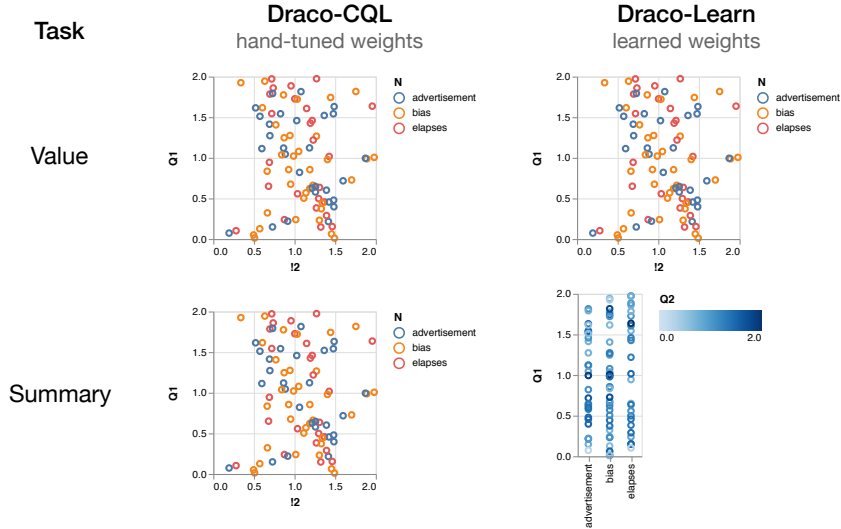 Task
Draco-CQL
hand-tuned weights
Draco-Learn
learned weights
Value
Q1
2.0
1.5
1.0
0.5
0.0
0.0 0.5 1.0 1.5 2.0
!2
N
advertisement
bias
elapses
Q1
2.0
1.5
1.0
0.5
0.0
0.0 0.5 1.0 1.5 2.0
!2
N
advertisement
bias
elapses
Summary
Q1
2.0
1.5
1.0
0.5
0.0
0.0 0.5 1.0 1.5 2.0
!2
N
advertisement
bias
elapses
Q1
2.0
1.5
1.0
0.5
0.0
advertisement
bias
elapses
Q2
0.0 2.0